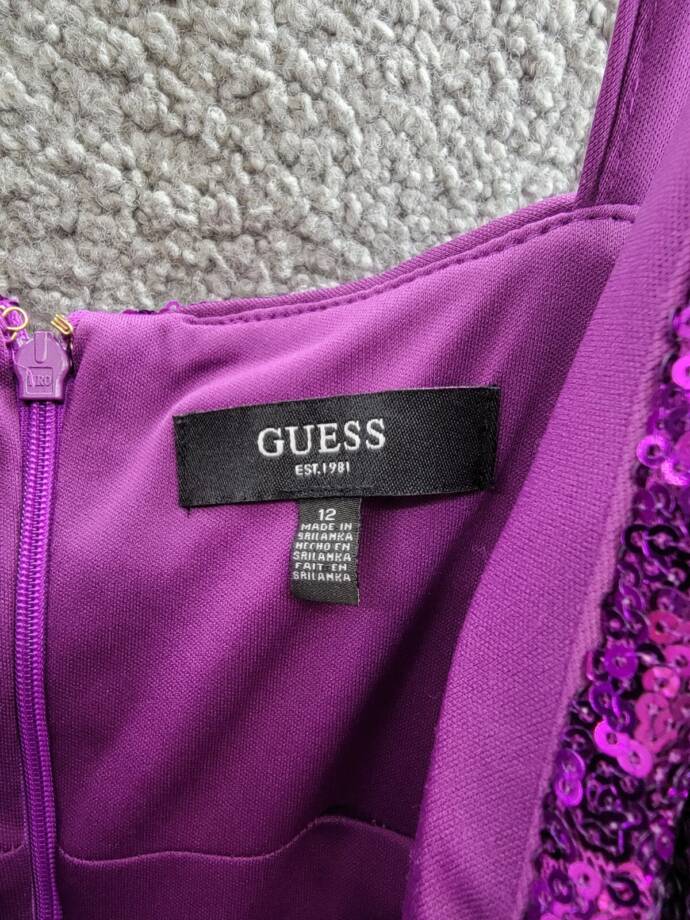 GUESS
EST.1981
12
MADE IN
SRILANKA
HECHO EN
SRILANKA
FAIT EN
SRILANKA